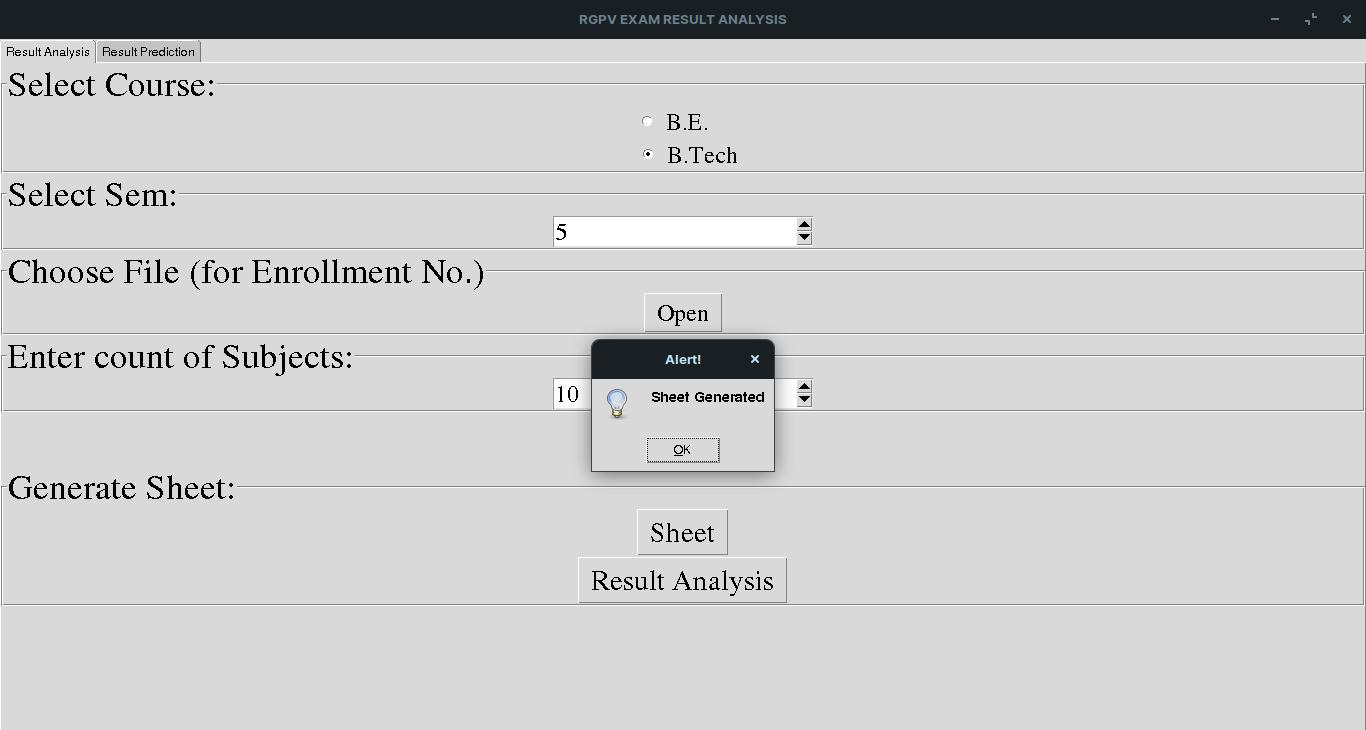 RGPV EXAM RESULT ANALYSIS
Result Analysis Result Prediction
Select Course:
B.E.
B.Tech
Select Sem:
5
Choose File (for Enrollment No.)
Open
Enter count of Subjects:
10
Alert!
Sheet Generated
OK
Generate Sheet:
Sheet
Result Analysis